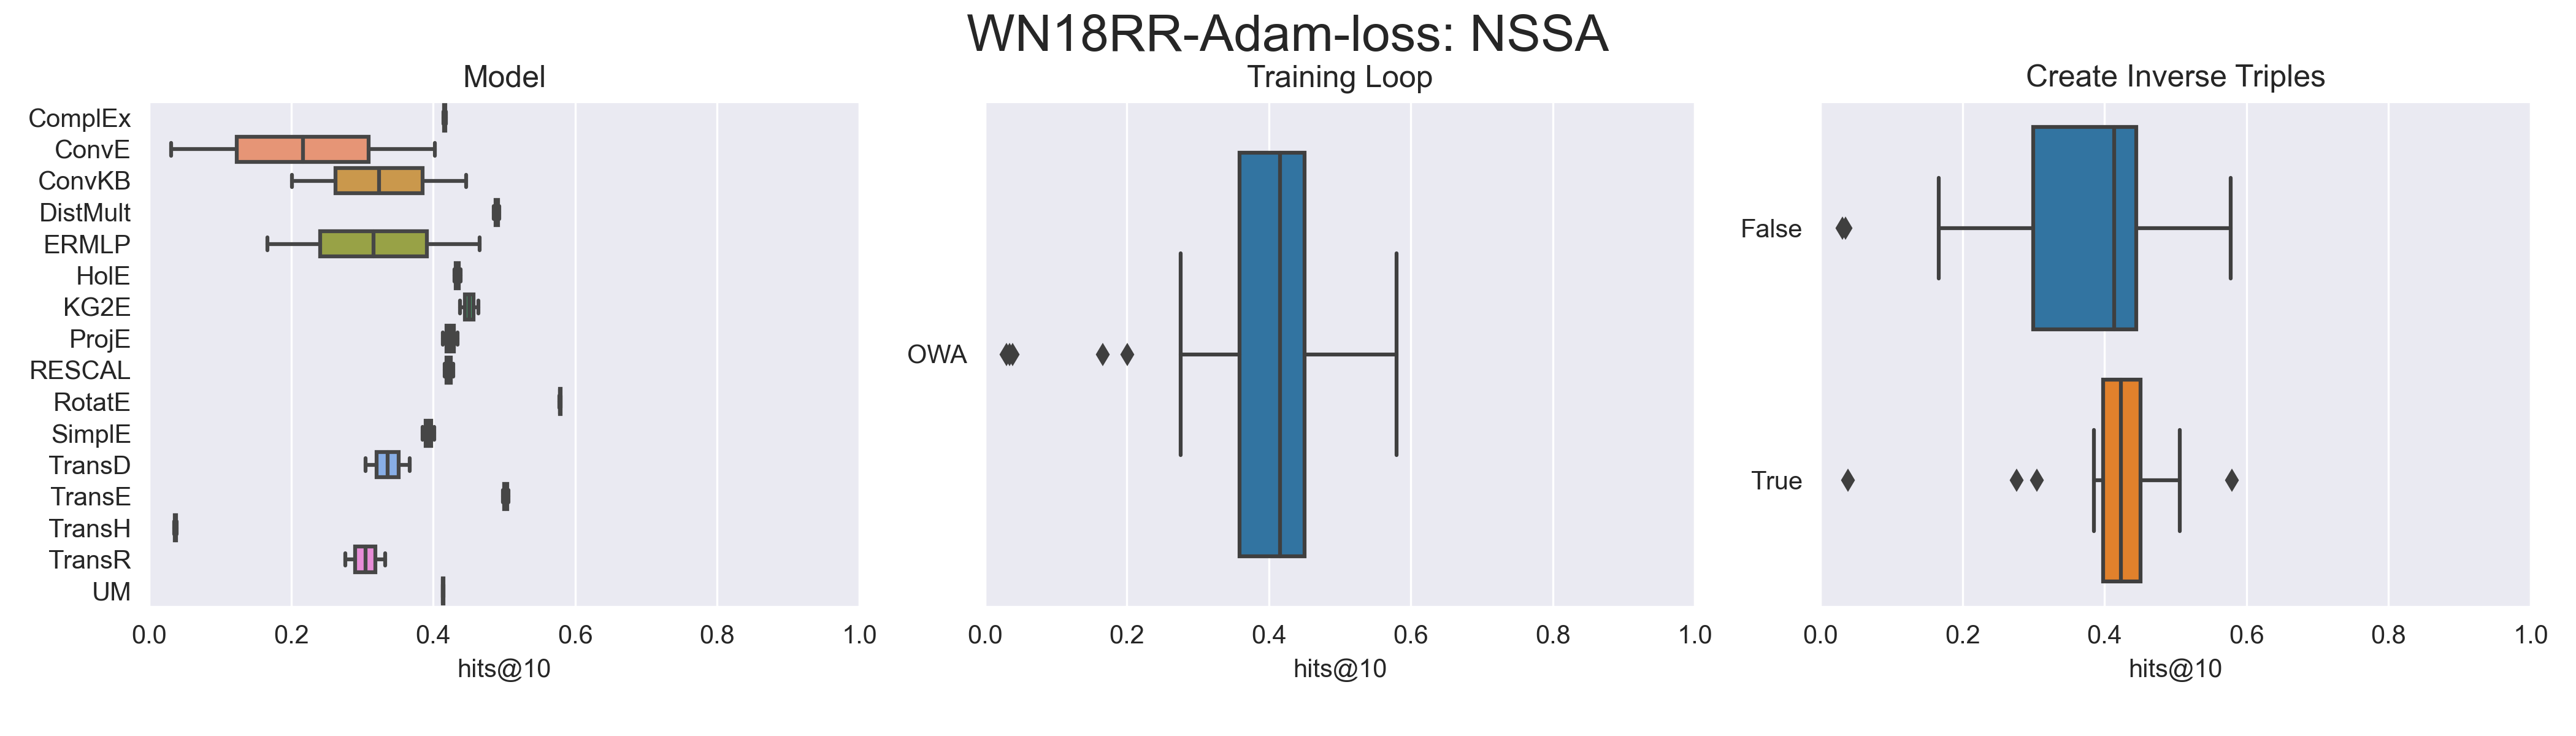 WN18RR-Adam-loss: NSSA
Model
ComplEx
ConvE
ConvKB
DistMult
ERMLP
HolE
KG2E
ProjE
RESCAL
RotatE
SimplE
TransD
TransE
TransH
TransR
UM
0.0 0.2 0.4 0.6 0.8 1.0
hits@10
Training Loop
OWA
0.0 0.2 0.4 0.6 0.8 1.0
hits@10
Create Inverse Triples
False
True
0.0 0.2 0.4 0.6 0.8 1.0
hits@10